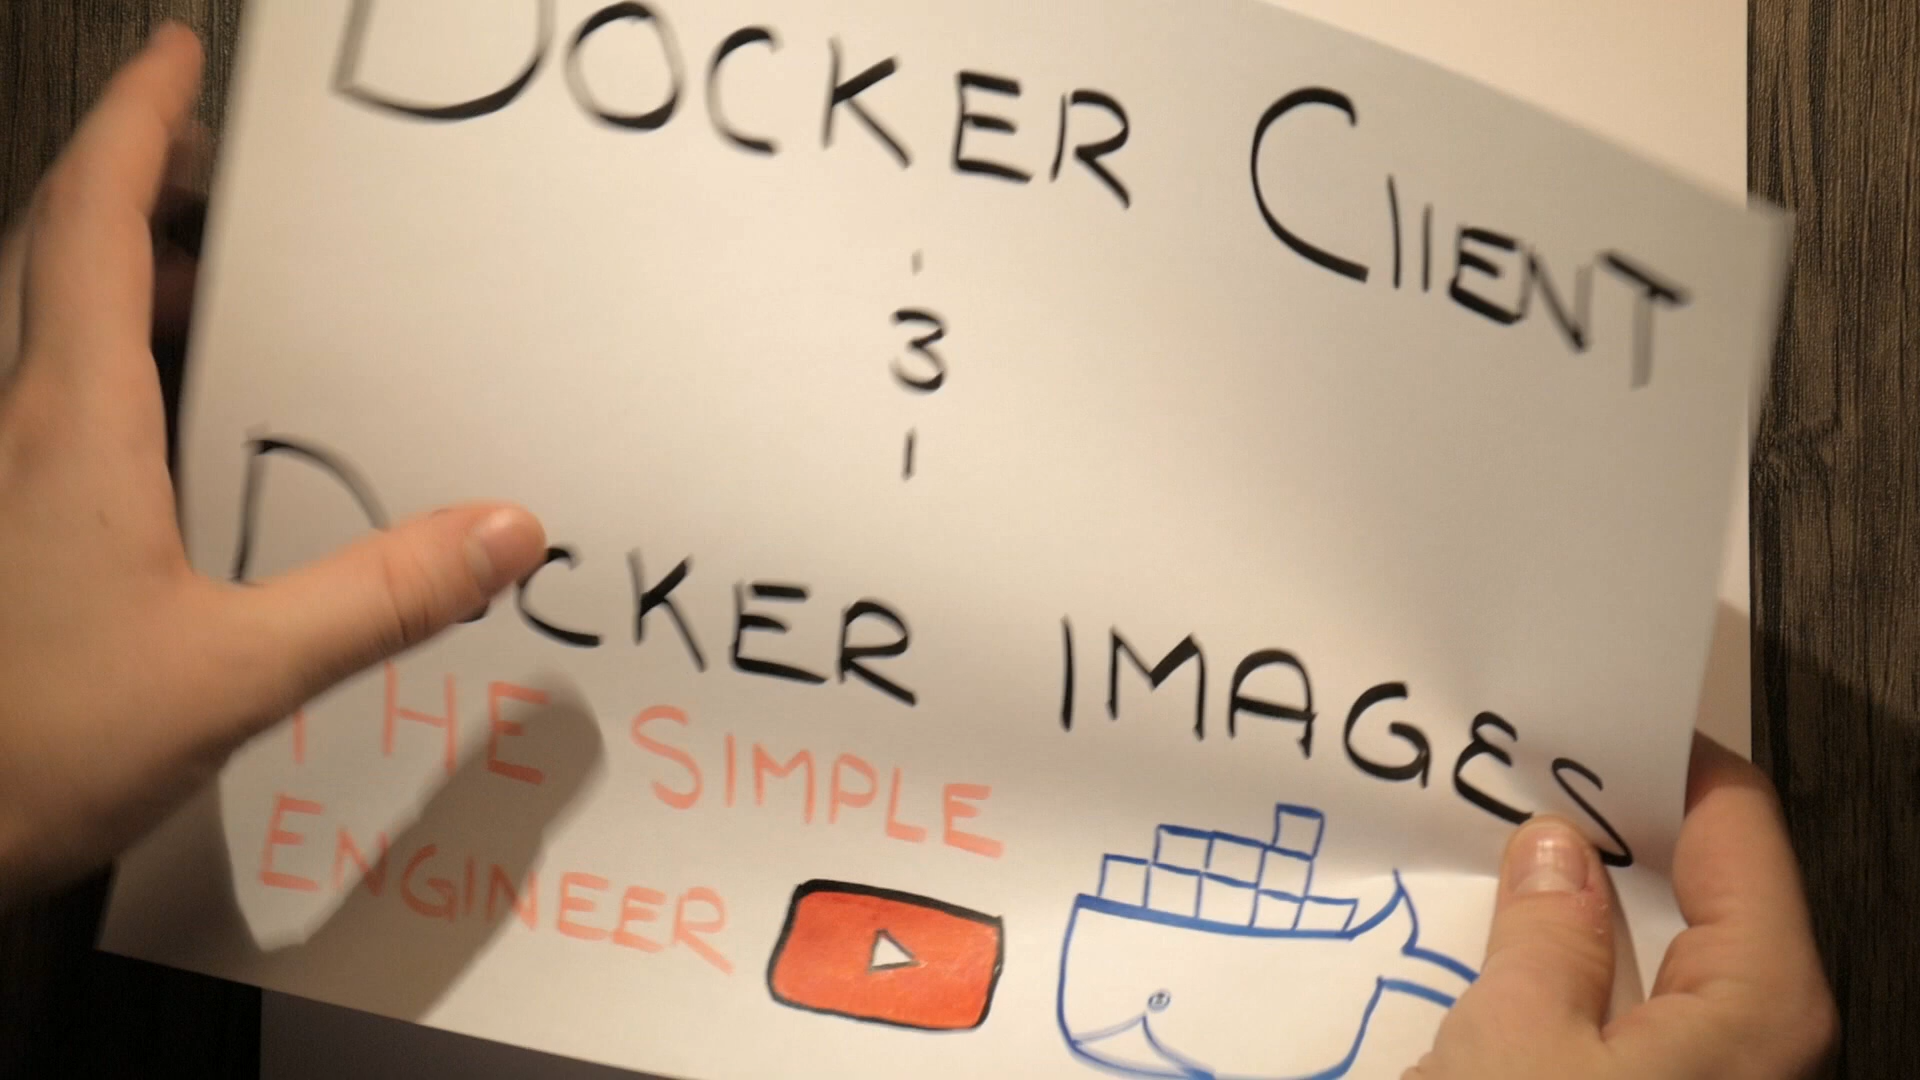 DOCKER ClIENT
- 3 -
DOCKER IMAGES
THE SIMPLE
ENGINEER